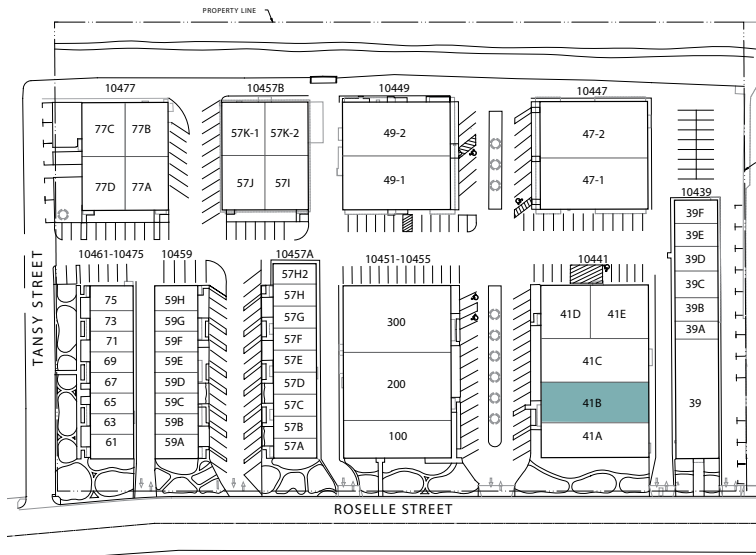 PROPERTY LINE
10477
10457B
10449
10447
77C
77B
57K-1
57K-2
49-2
47-2
77D
77A
57J
57I
49-1
47-1
10439
39F
39E
39D
39C
39B
39A
39
TANSY STREET
10461-10475
10459
10457A
10451-10455
10441
75
73
71
69
67
65
63
61
59H
59G
59F
59E
59D
59C
59B
59A
57H2
57H
57G
57F
57E
57D
57C
57B
57A
300
200
100
41D
41E
41C
41B
41A
ROSELLE STREET